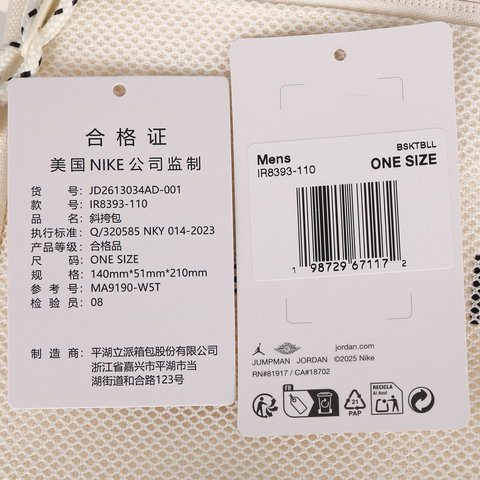 合格证
美国NIKE公司监制
货 号: JD2613034AD-001
款 号: IR8393-110
品 名: 斜挎包
执行标准: Q/320585 NKY 014-2023
产品等级: 合格品
尺 码: ONE SIZE
规 格: 140mm*51mm*210mm
参 考 号: MA9190-W5T
检 验 员: 08
制 造 商: 平湖立派箱包股份有限公司
浙江省嘉兴市平湖市当
湖街道和合路123号
BSKTBLL
Mens ONE SIZE
IR8393-110
1 98729 67117 2
JUMPMAN JORDAN
jordan.com
©2025 Nike
RN#81917 / CA#18702
FR
21
PAP
RECICLA
Al Azul